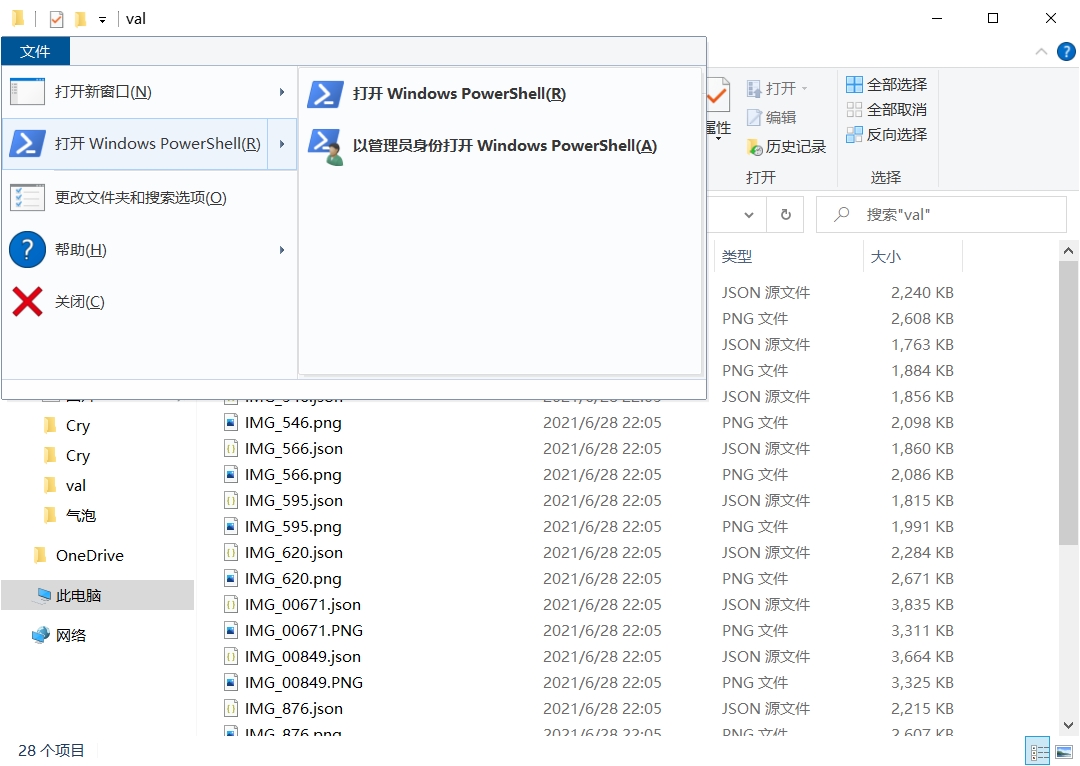 val
文件
打开新窗口(N)
打开 Windows PowerShell(R)
更改文件夹和搜索选项(O)
帮助(H)
关闭(C)
打开 Windows PowerShell(R)
以管理员身份打开 Windows PowerShell(A)
打开
编辑
历史记录
打开
全部选择
全部取消
反向选择
选择
搜索"val"
类型 大小
JSON 源文件 2,240 KB
PNG 文件 2,608 KB
JSON 源文件 1,763 KB
PNG 文件 1,884 KB
JSON 源文件 1,856 KB
IMG_546.png 2021/6/28 22:05 PNG 文件 2,098 KB
IMG_566.json 2021/6/28 22:05 JSON 源文件 1,860 KB
IMG_566.png 2021/6/28 22:05 PNG 文件 2,086 KB
IMG_595.json 2021/6/28 22:05 JSON 源文件 1,815 KB
IMG_595.png 2021/6/28 22:05 PNG 文件 1,991 KB
IMG_620.json 2021/6/28 22:05 JSON 源文件 2,284 KB
IMG_620.png 2021/6/28 22:05 PNG 文件 2,671 KB
IMG_00671.json 2021/6/28 22:05 JSON 源文件 3,835 KB
IMG_00671.PNG 2021/6/28 22:05 PNG 文件 3,311 KB
IMG_00849.json 2021/6/28 22:05 JSON 源文件 3,664 KB
IMG_00849.PNG 2021/6/28 22:05 PNG 文件 3,325 KB
IMG_876.json 2021/6/28 22:05 JSON 源文件 2,215 KB
IMG_876.png 2021/6/28 22:05 PNG 文件 2,607 KB
Cry
Cry
val
气泡
OneDrive
此电脑
网络
28 个项目